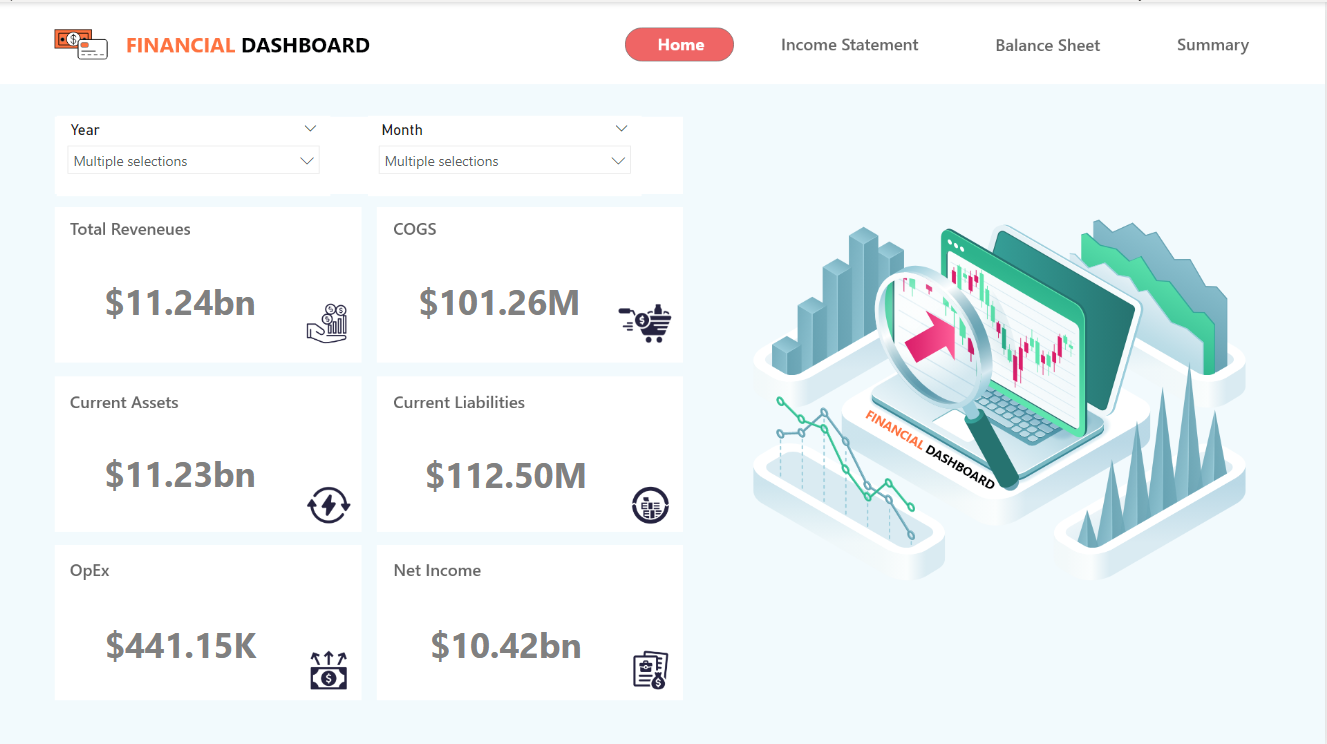 FINANCIAL DASHBOARD
Home
Income Statement
Balance Sheet
Summary
Year
Month
Multiple selections
Multiple selections
Total Reveneues
COGS
$11.24bn
$101.26M
Current Assets
Current Liabilities
$11.23bn
$112.50M
OpEx
Net Income
$441.15K
$10.42bn
FINANCIAL DASHBOARD